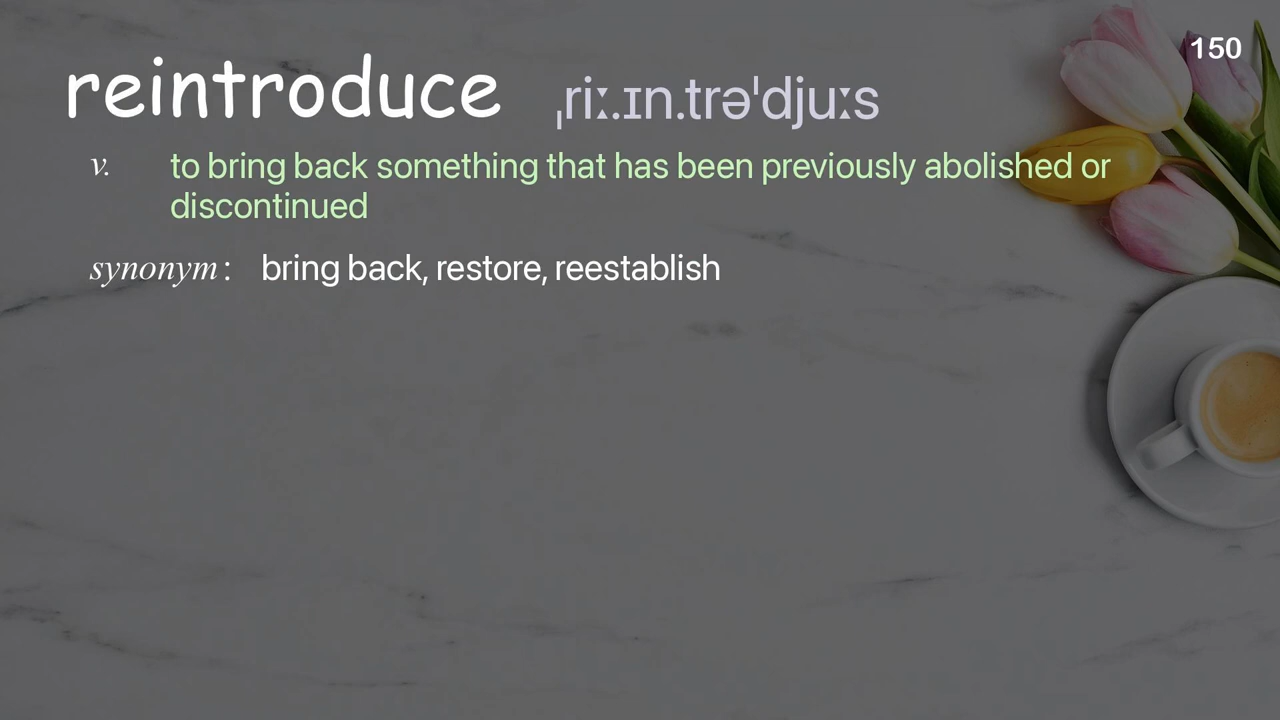 150
reintroduce ˌriː.ɪn.trəˈdjuːs
v. to bring back something that has been previously abolished or
discontinued
synonym : bring back, restore, reestablish